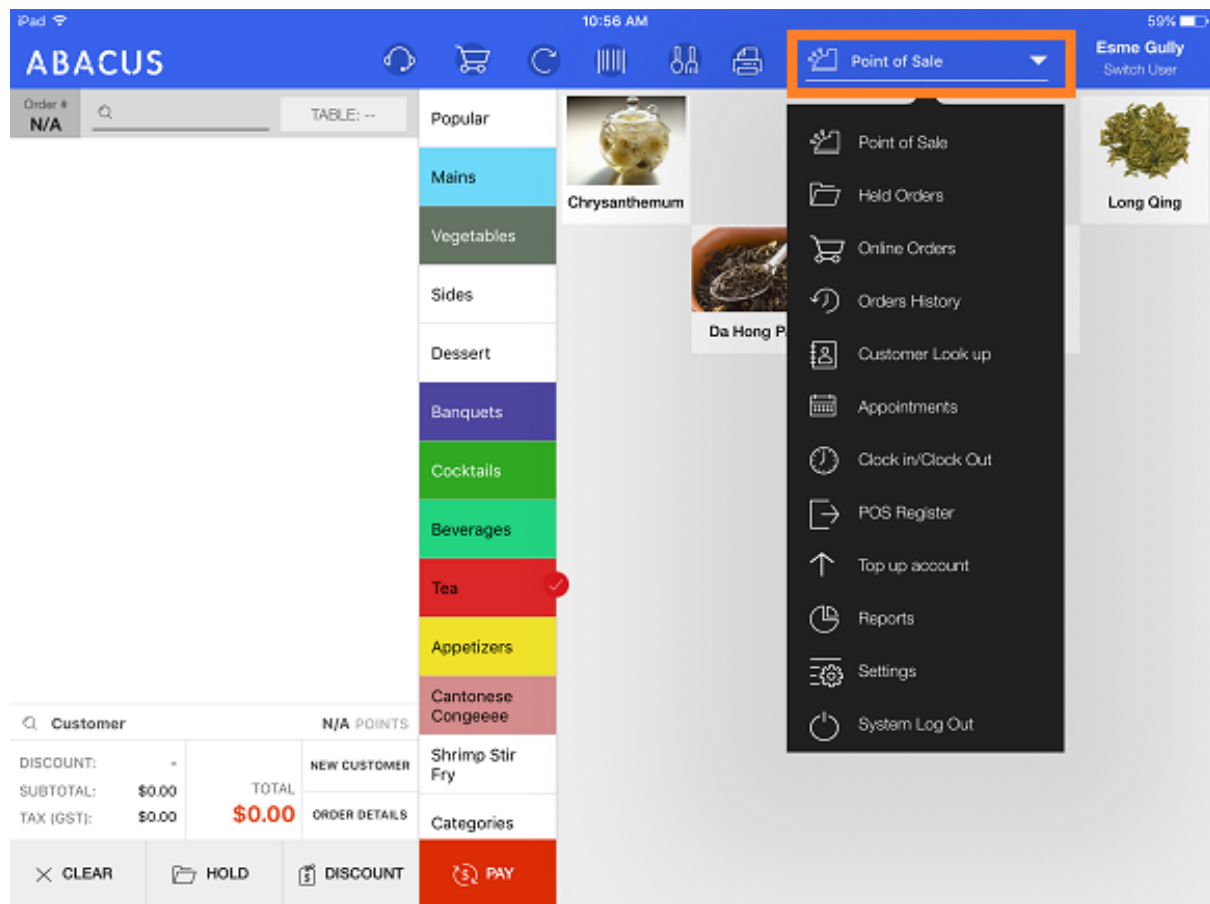 iPad
10:56 AM
59%
ABACUS
Point of Sale
Esme Gully
Switch User
Order #
N/A
TABLE: --
Popular
Mains
Vegetables
Sides
Dessert
Banquets
Cocktails
Beverages
Tea
Appetizers
Cantonese
Congeeee
Shrimp Stir
Fry
Categories
Chrysanthemum
Long Qing
Da Hong P
Point of Sale
Held Orders
Online Orders
Orders History
Customer Look up
Appointments
Clock in/Clock Out
POS Register
Top up account
Reports
Settings
System Log Out
Customer
N/A POINTS
DISCOUNT: -
SUBTOTAL: $0.00
TAX (GST): $0.00
TOTAL
$0.00
NEW CUSTOMER
ORDER DETAILS
CLEAR
HOLD
DISCOUNT
PAY